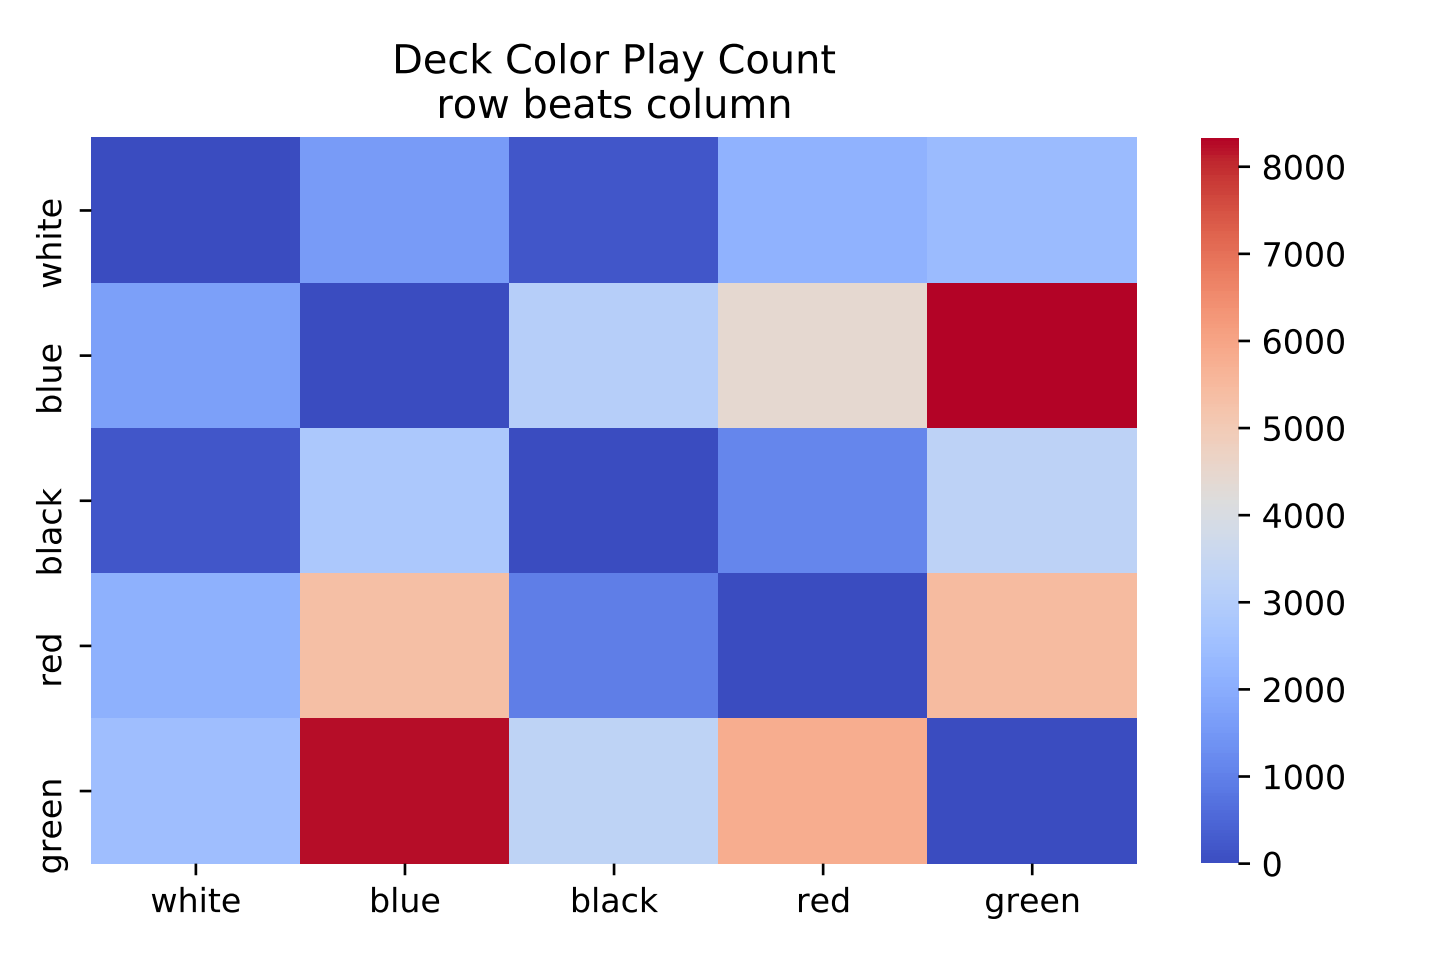 Deck Color Play Count
row beats column
white
blue
black
red
green
white blue black red green
8000
7000
6000
5000
4000
3000
2000
1000
0